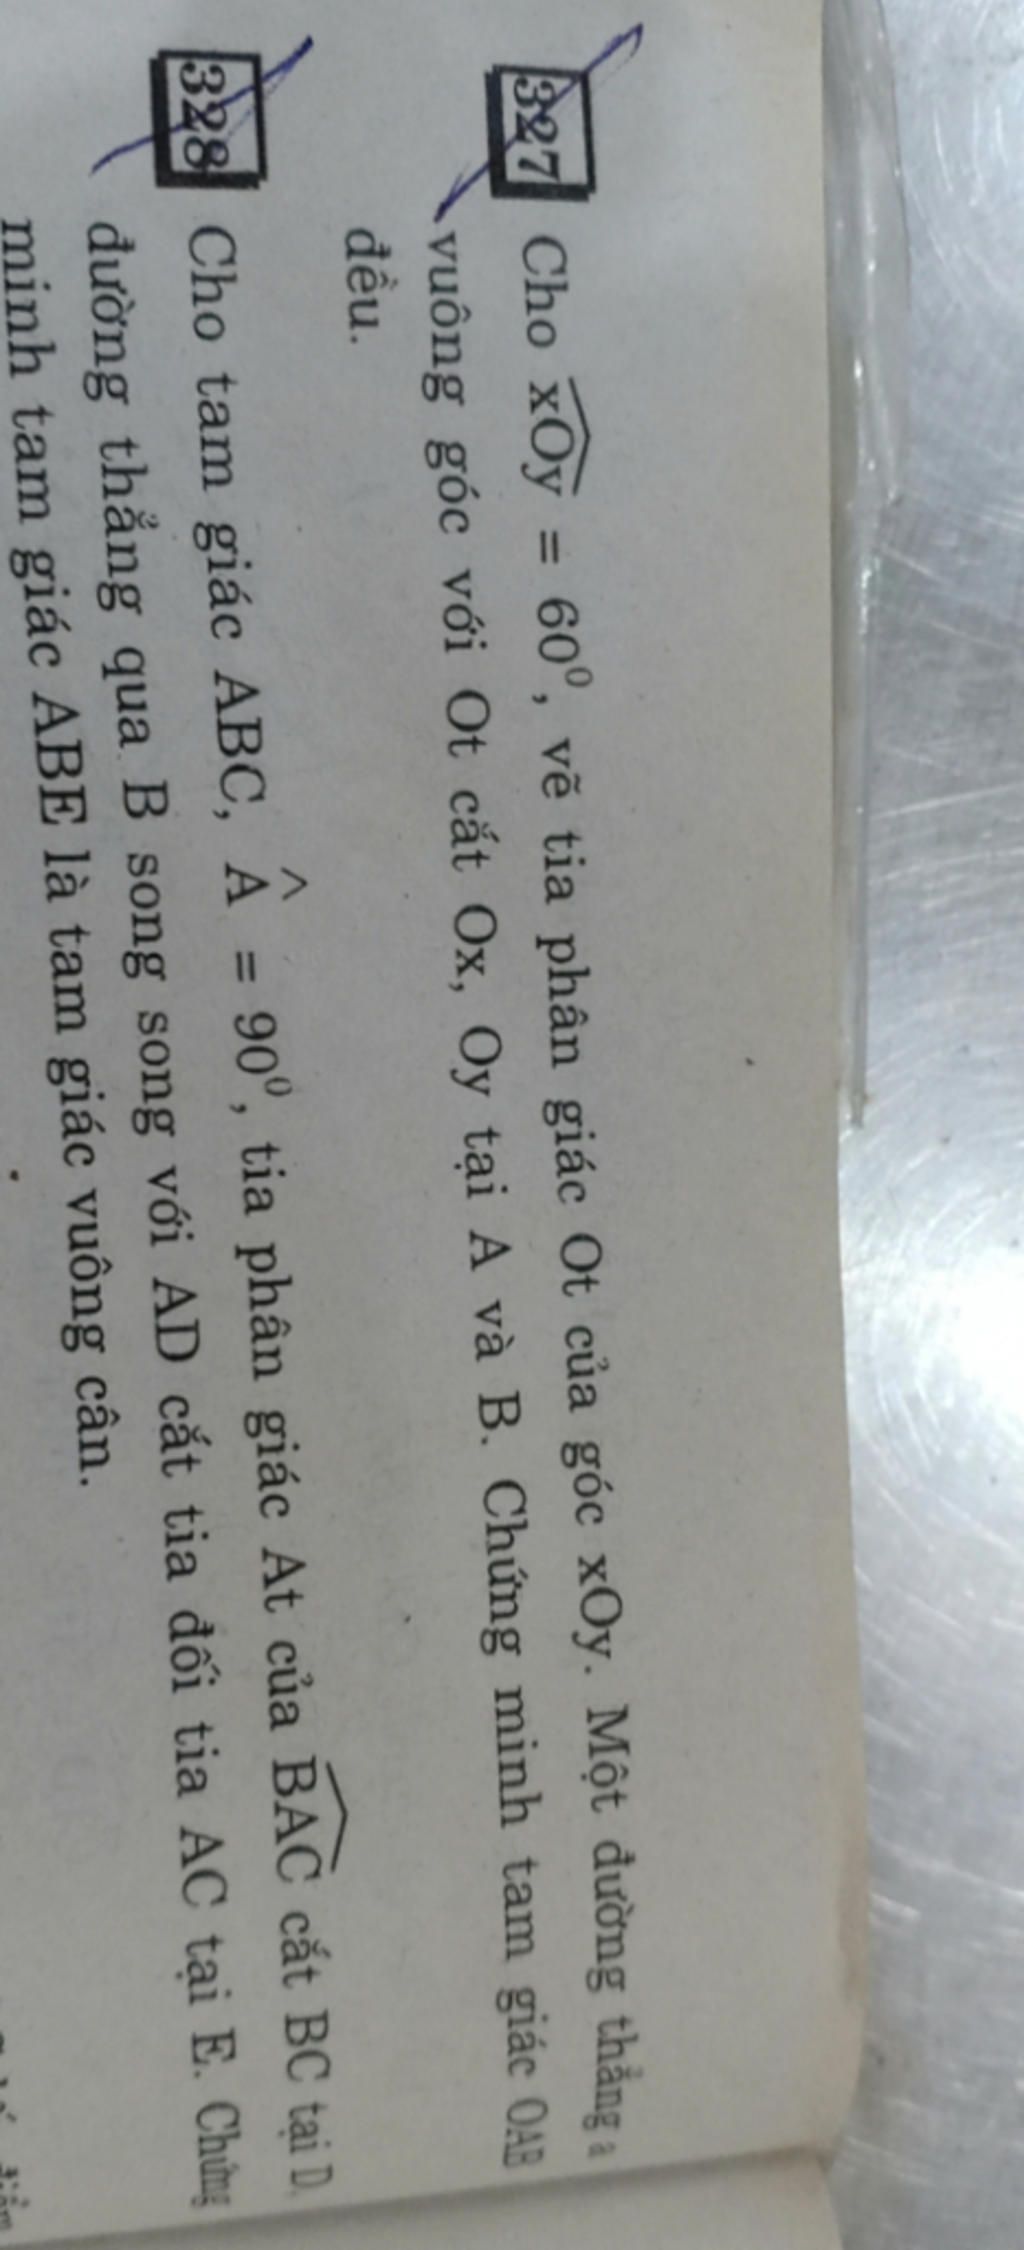 327 Cho xOy = 60⁰, vẽ tia phân giác Ot của góc xOy. Một đường thẳng a
vuông góc với Ot cắt Ox, Oy tại A và B. Chứng minh tam giác OAB
đều.
328 Cho tam giác ABC, Â = 90⁰, tia phân giác At của BAC cắt BC tại D,
đường thẳng qua B song song với AD cắt tia đối tia AC tại E. Chứng
minh tam giác ABE là tam giác vuông cân.